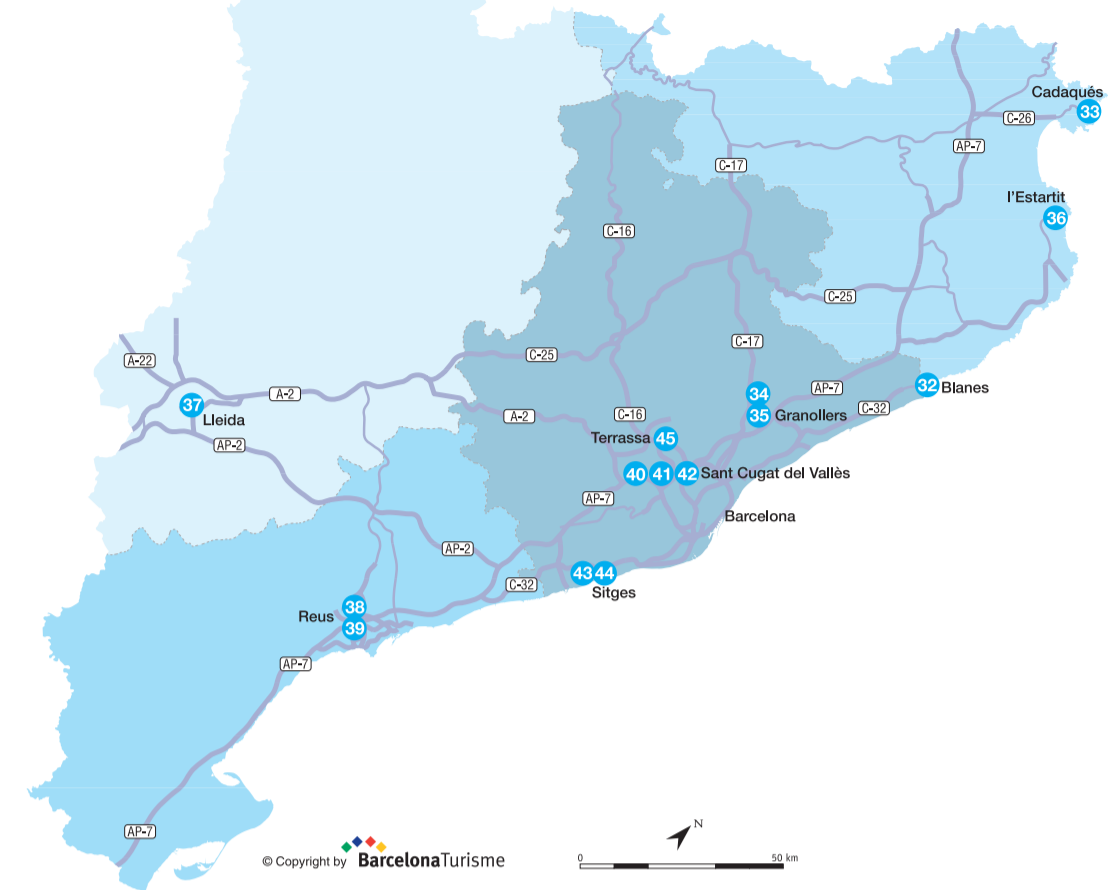 Cadaqués
33
C-26
AP-7
C-17
l'Estartit
36
C-16
C-25
C-17
A-22
C-25
A-2
AP-7
32 Blanes
34
37
Lleida
C-32
35 Granollers
A-2
C-16
Terrassa 45
AP-2
40 41 42 Sant Cugat del Vallès
AP-7
Barcelona
AP-2
43 44
C-32
Sitges
38
Reus
39
AP-7
AP-7
N
© Copyright by BarcelonaTurisme
0 50 km